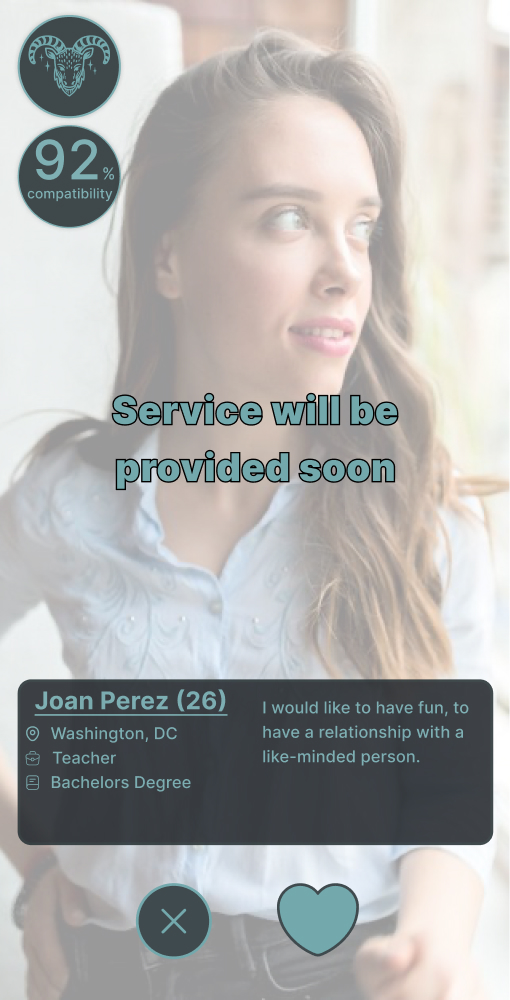 92%
compatibility
Service will be
provided soon
Joan Perez (26)
Washington, DC
Teacher
Bachelors Degree
I would like to have fun, to
have a relationship with a
like-minded person.